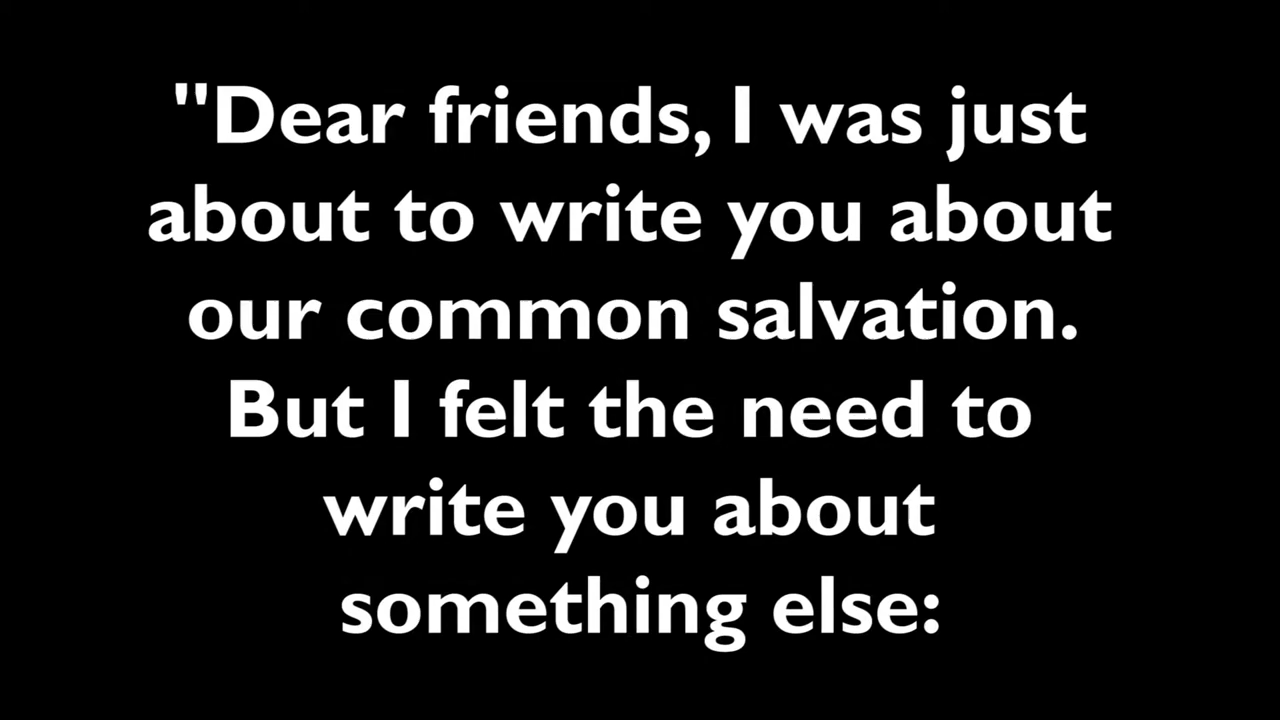 "Dear friends, I was just
about to write you about
our common salvation.
But I felt the need to
write you about
something else: